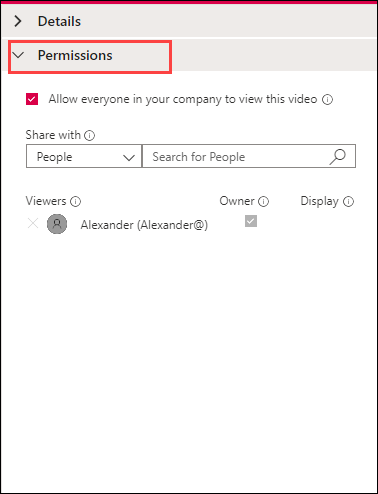 Details
Permissions
Allow everyone in your company to view this video
Share with
People Search for People
Viewers Owner Display
Alexander (Alexander@)